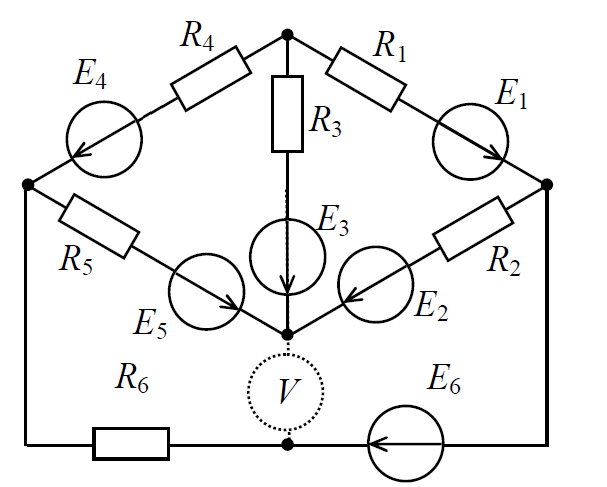 R₄
R₁
E₄
E₁
R₃
E₃
R₅
R₂
E₂
E₅
R₆
V
E₆